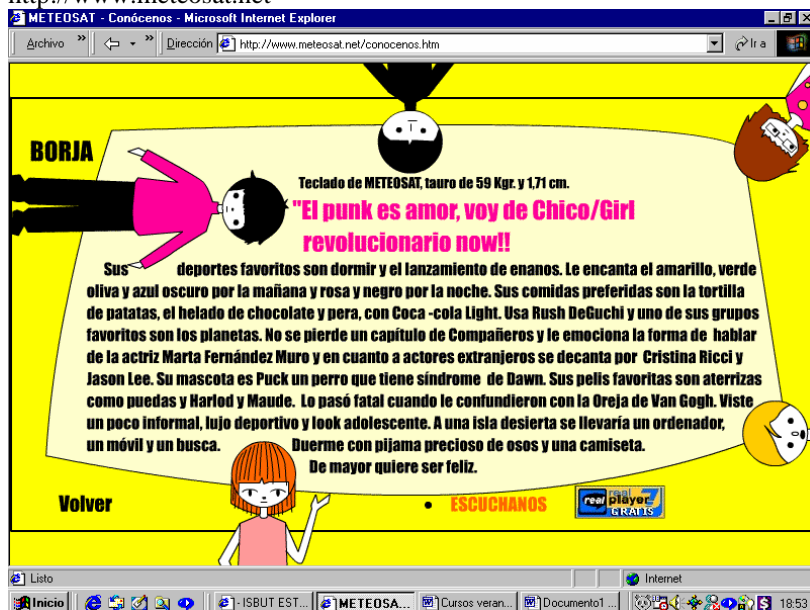 http://www.meteosat.net
METEOSAT - Conócenos - Microsoft Internet Explorer
Archivo » » Dirección http://www.meteosat.net/conocenos.htm Ir a
BORJA
Teclado de METEOSAT, tauro de 59 Kgr. y 1,71 cm.
"El punk es amor, voy de Chico/Girl
revolucionario now!!
Sus deportes favoritos son dormir y el lanzamiento de enanos. Le encanta el amarillo, verde
oliva y azul oscuro por la mañana y rosa y negro por la noche. Sus comidas preferidas son la tortilla
de patatas, el helado de chocolate y pera, con Coca -cola Light. Usa Rush DeGuchi y uno de sus grupos
favoritos son los planetas. No se pierde un capítulo de Compañeros y le emociona la forma de hablar
de la actriz Marta Fernández Muro y en cuanto a actores extranjeros se decanta por Cristina Ricci y
Jason Lee. Su mascota es Puck un perro que tiene síndrome de Dawn. Sus pelis favoritas son aterrizas
como puedas y Harlod y Maude. Lo pasó fatal cuando le confundieron con la Oreja de Van Gogh. Viste
un poco informal, lujo deportivo y look adolescente. A una isla desierta se llevaría un ordenador,
un móvil y un busca. Duerme con pijama precioso de osos y una camiseta.
De mayor quiere ser feliz.
Volver • ESCUCHANOS real player 7 GRATIS
Listo Internet
Inicio - ISBUT EST... METEOSA... Cursos veran... Documento1 ... 18:53